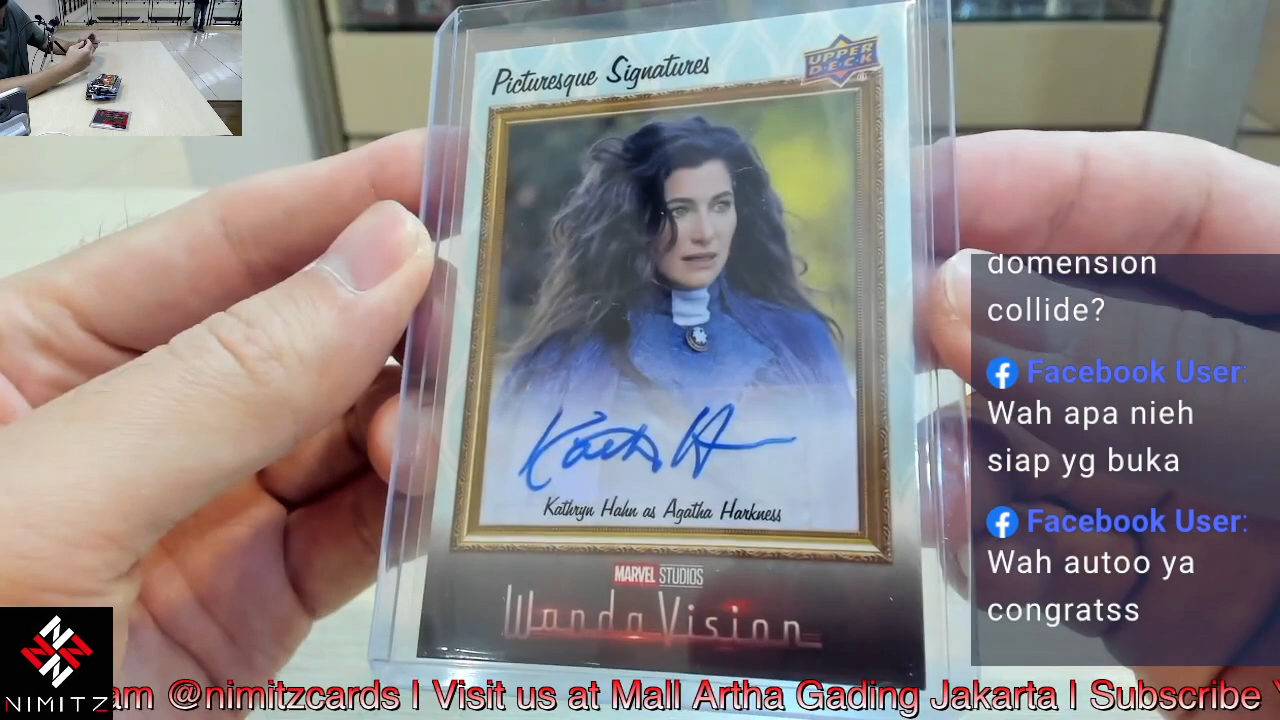 Picturesque Signatures
UPPER
D·E·C·K
Kathryn Hahn as Agatha Harkness
MARVEL STUDIOS
WandaVision
domension
collide?
Facebook User:
Wah apa nieh
siap yg buka
Facebook User:
Wah autoo ya
congratss
NIMITZ
am @nimitzcards I Visit us at Mall Artha Gading Jakarta I Subscribe